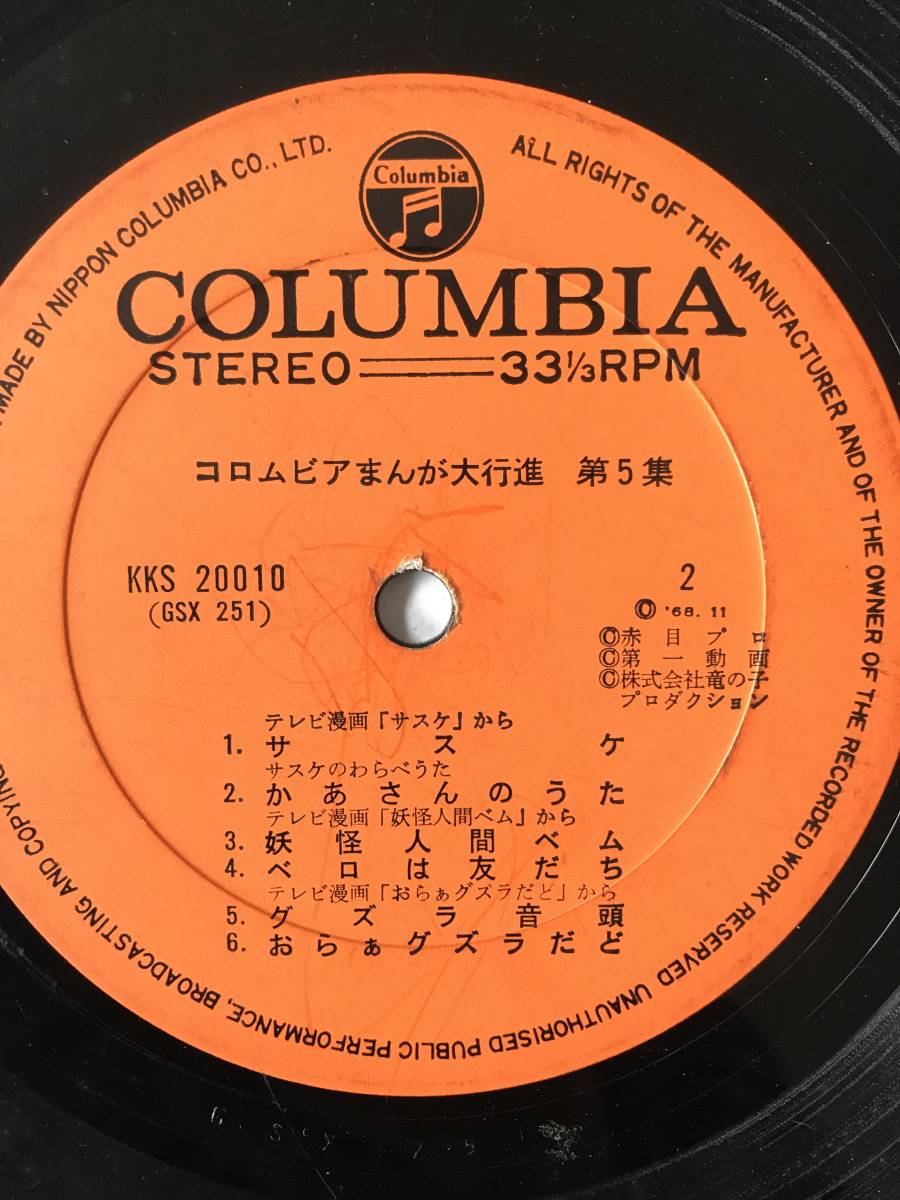 MADE BY NIPPON COLUMBIA CO., LTD.
ALL RIGHTS OF THE MANUFACTURER AND OF THE OWNER OF THE RECORDED WORK RESERVED UNAUTHORISED PUBLIC PERFORMANCE, BROADCASTING AND COPYING
Columbia
COLUMBIA
STEREO 33⅓RPM
コロムビアまんが大行進 第5集
KKS 20010
(GSX 251)
2
Ⓒ '68.11
Ⓒ赤目プロ
Ⓒ第一動画
Ⓒ株式会社竜の子
プロダクション
テレビ漫画「サスケ」から
1. サスケ
サスケのわらべうた
2. かあさんのうた
テレビ漫画「妖怪人間ベム」から
3. 妖怪人間ベム
4. ベロは友だち
テレビ漫画「おらぁグズラだど」から
5. グズラ音頭
6. おらぁグズラだど